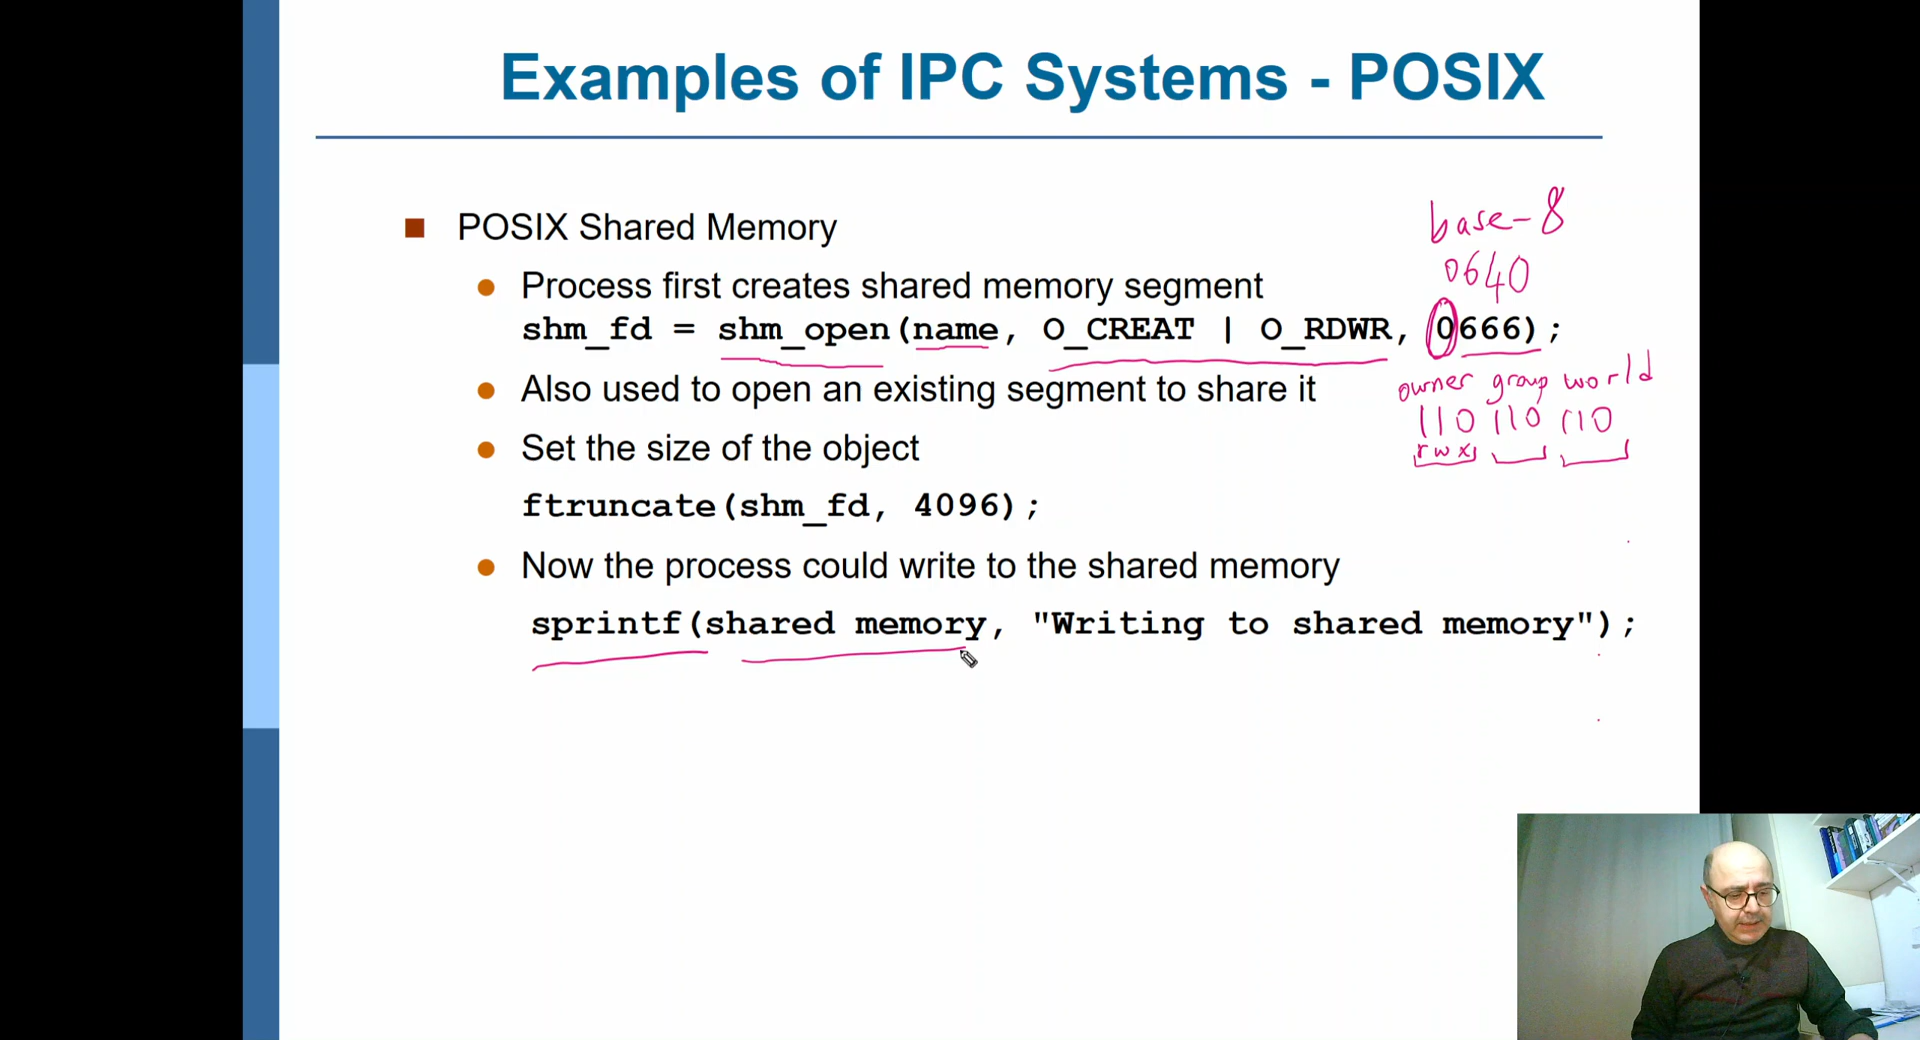 Examples of IPC Systems - POSIX
POSIX Shared Memory
base-8
0640
Process first creates shared memory segment
shm_fd = shm_open(name, O_CREAT | O_RDWR, 0666);
owner group world
110 110 110
rwx
Also used to open an existing segment to share it
Set the size of the object
ftruncate(shm_fd, 4096);
Now the process could write to the shared memory
sprintf(shared memory, "Writing to shared memory");